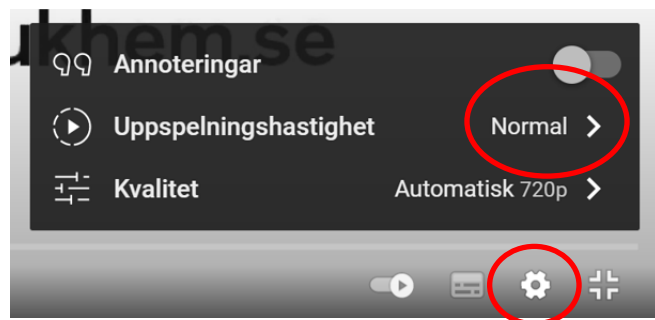 ukhem.se
Annoteringar
Uppspelningshastighet Normal
Kvalitet Automatisk 720p